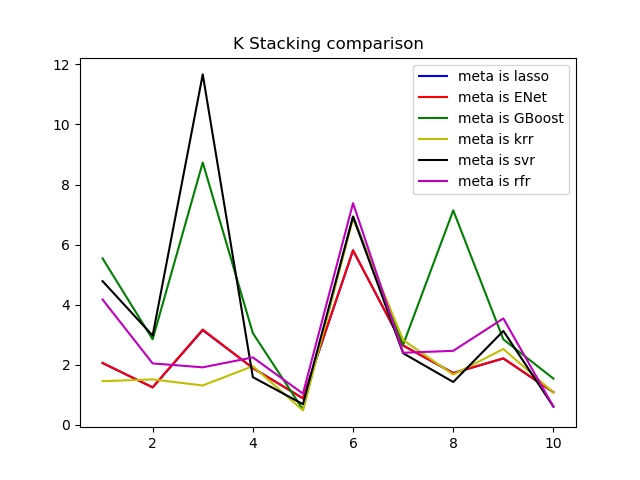 K Stacking comparison
12
10
8
6
4
2
0
meta is lasso
meta is ENet
meta is GBoost
meta is krr
meta is svr
meta is rfr
2
4
6
8
10